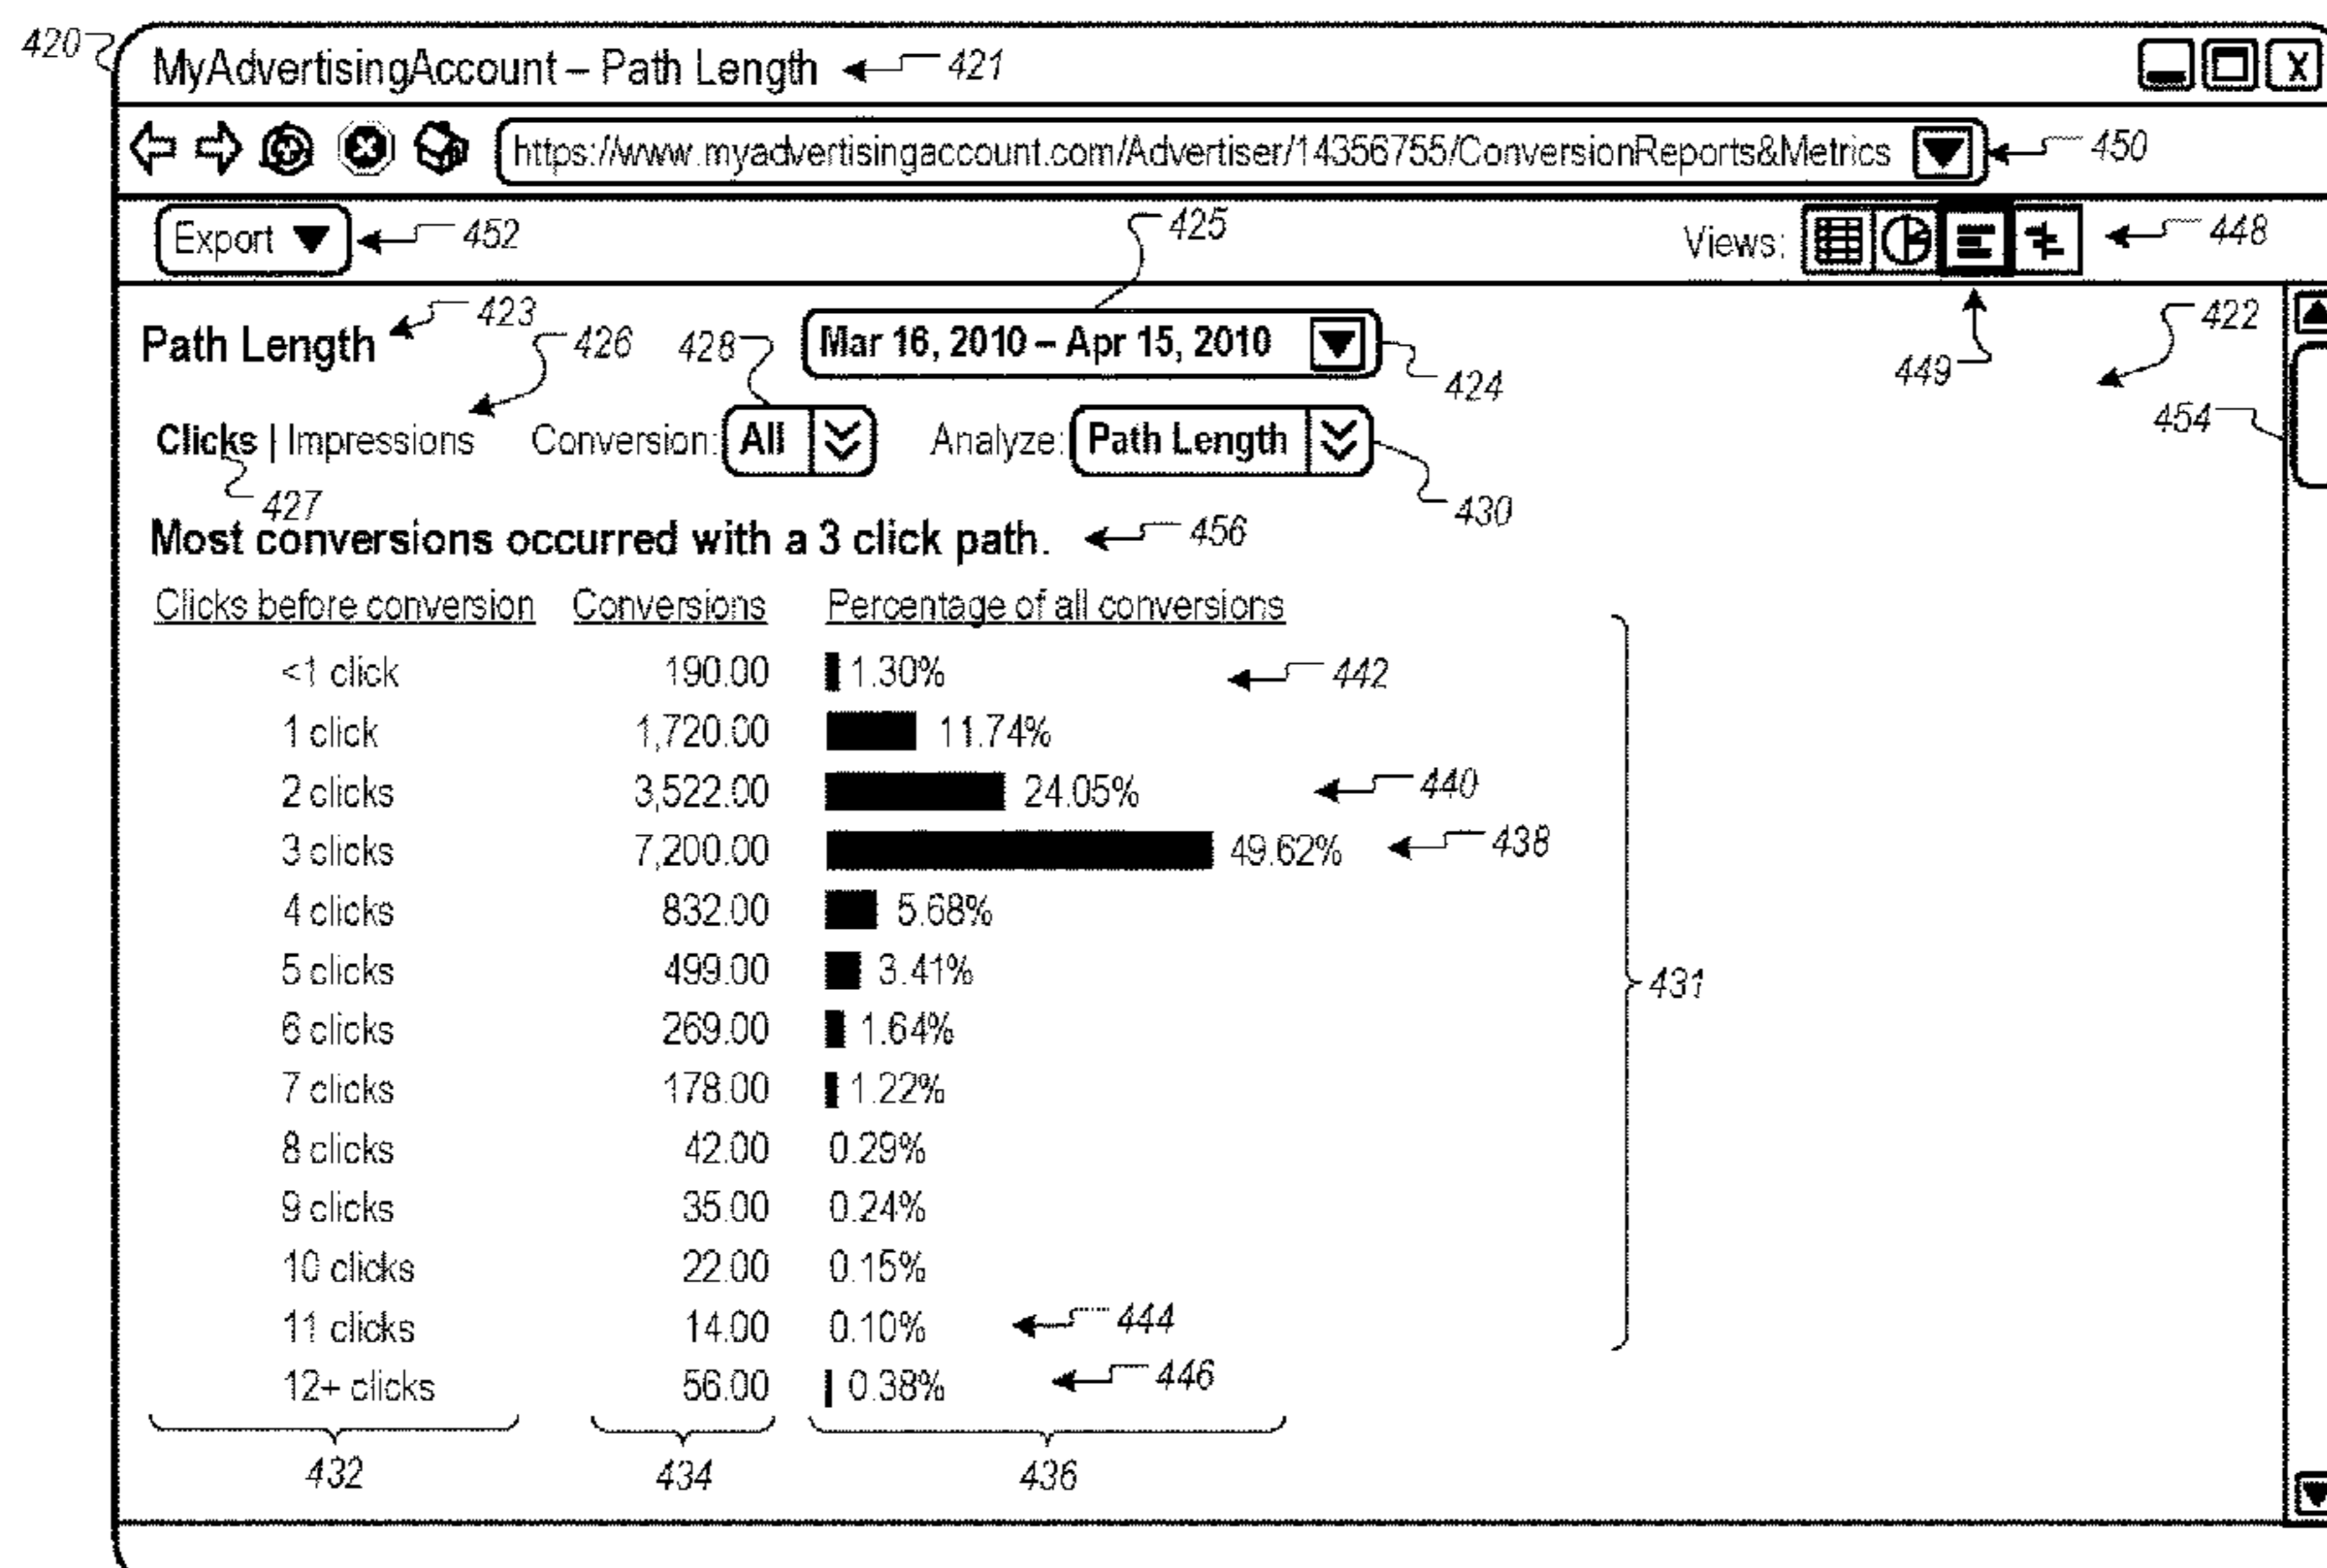 420
MyAdvertisingAccount – Path Length 421
X
https://www.myadvertisingaccount.com/Advertiser/14356755/ConversionReports&Metrics 450
Export 452 425 Views: 448
Path Length 423 426 428 Mar 16, 2010 – Apr 15, 2010 424 449 422
Clicks | Impressions Conversion: All Analyze: Path Length 454
427 430
Most conversions occurred with a 3 click path. 456
Clicks before conversion Conversions Percentage of all conversions
<1 click 190.00 1.30% 442
1 click 1,720.00 11.74%
2 clicks 3,522.00 24.05% 440
3 clicks 7,200.00 49.62% 438
4 clicks 832.00 5.68%
5 clicks 499.00 3.41% 431
6 clicks 269.00 1.64%
7 clicks 178.00 1.22%
8 clicks 42.00 0.29%
9 clicks 35.00 0.24%
10 clicks 22.00 0.15%
11 clicks 14.00 0.10% 444
12+ clicks 56.00 0.38% 446
432 434 436